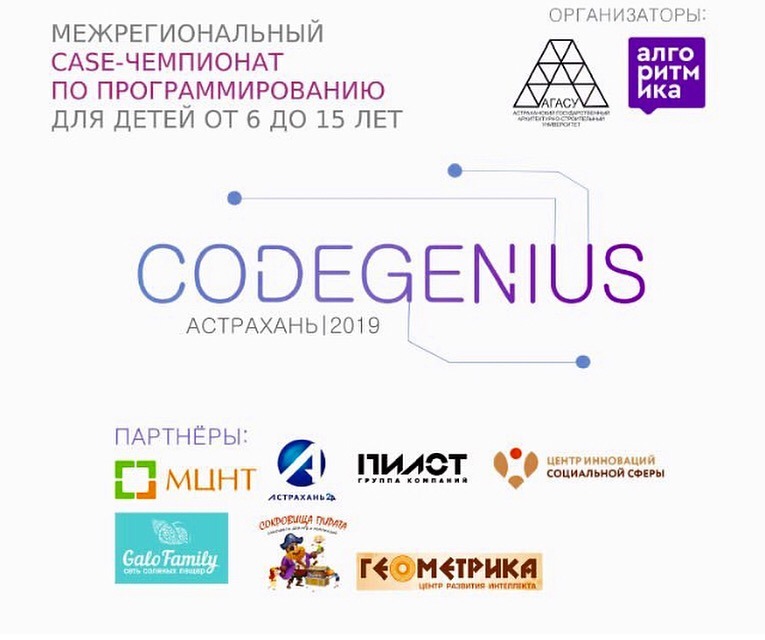 МЕЖРЕГИОНАЛЬНЫЙ
CASE-ЧЕМПИОНАТ
ПО ПРОГРАММИРОВАНИЮ
ДЛЯ ДЕТЕЙ ОТ 6 ДО 15 ЛЕТ
ОРГАНИЗАТОРЫ:
АГАСУ
АСТРАХАНСКИЙ ГОСУДАРСТВЕННЫЙ
АРХИТЕКТУРНО-СТРОИТЕЛЬНЫЙ
УНИВЕРСИТЕТ
алго
ритм
ика
CODEGENIUS
АСТРАХАНЬ|2019
ПАРТНЁРЫ:
МЦНТ
АСТРАХАНЬ 24
ПИЛОТ
ГРУППА КОМПАНИЙ
ЦЕНТР ИННОВАЦИЙ
СОЦИАЛЬНОЙ СФЕРЫ
Galo Family
сеть соляных пещер
СОКРОВИЩА ПИРАТА
ГЕОМЕТРИКА
ЦЕНТР РАЗВИТИЯ ИНТЕЛЛЕКТА